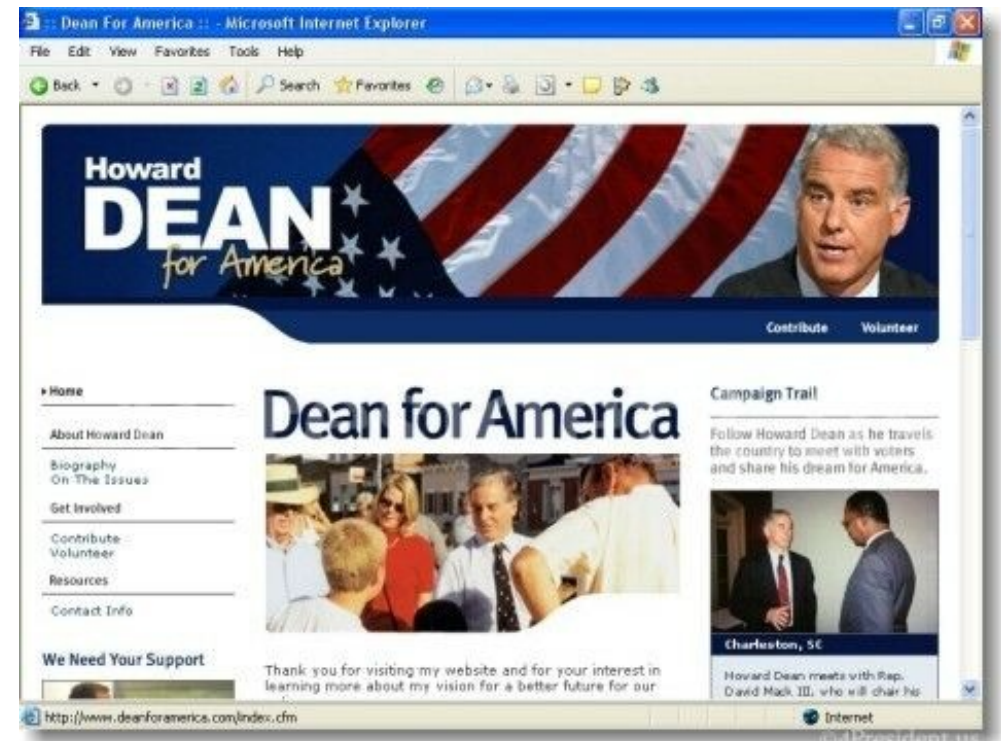 :: Dean For America :: - Microsoft Internet Explorer
File Edit View Favorites Tools Help
Back Search Favorites
Howard
DEAN
for America
Contribute Volunteer
Home
About Howard Dean
Biography
On The Issues
Get Involved
Contribute
Volunteer
Resources
Contact Info
We Need Your Support
Dean for America
Thank you for visiting my website and for your interest in
learning more about my vision for a better future for our
Campaign Trail
Follow Howard Dean as he travels
the country to meet with voters
and share his dream for America.
Charleston, SC
Howard Dean meets with Rep.
David Mack III, who will chair his
http://www.deanforamerica.com/index.cfm
Internet
©4President.us